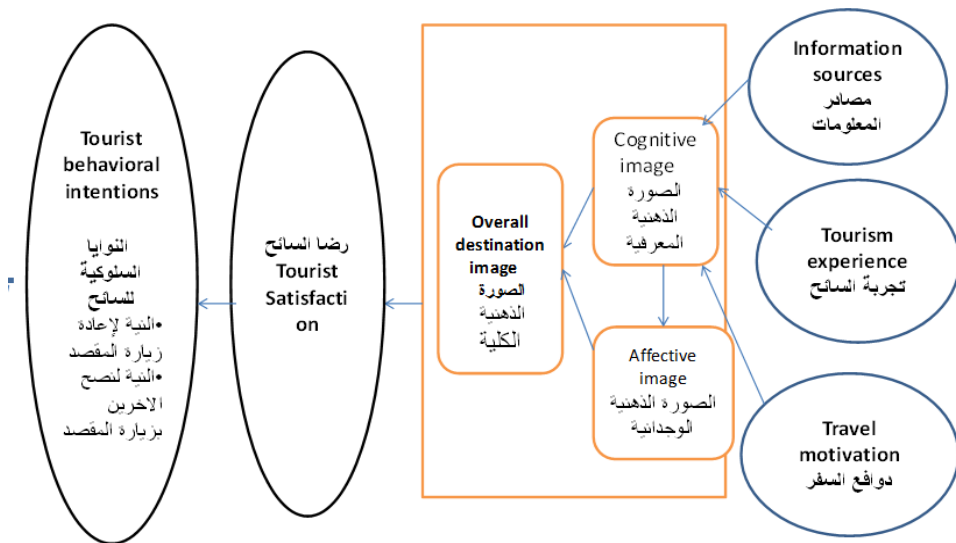 Information
sources
مصادر
المعلومات
Tourism
experience
تجربة السائح
Travel
motivation
دوافع السفر
Cognitive
image
الصورة
الذهنية
المعرفية
Affective
image
الصورة الذهنية
الوجدانية
Overall
destination
image
الصورة
الذهنية
الكلية
رضا السائح
Tourist
Satisfacti
on
Tourist
behavioral
intentions
النوايا
السلوكية
للسائح
•النية لإعادة
زيارة المقصد
•النية لنصح
الاخرين
بزيارة المقصد